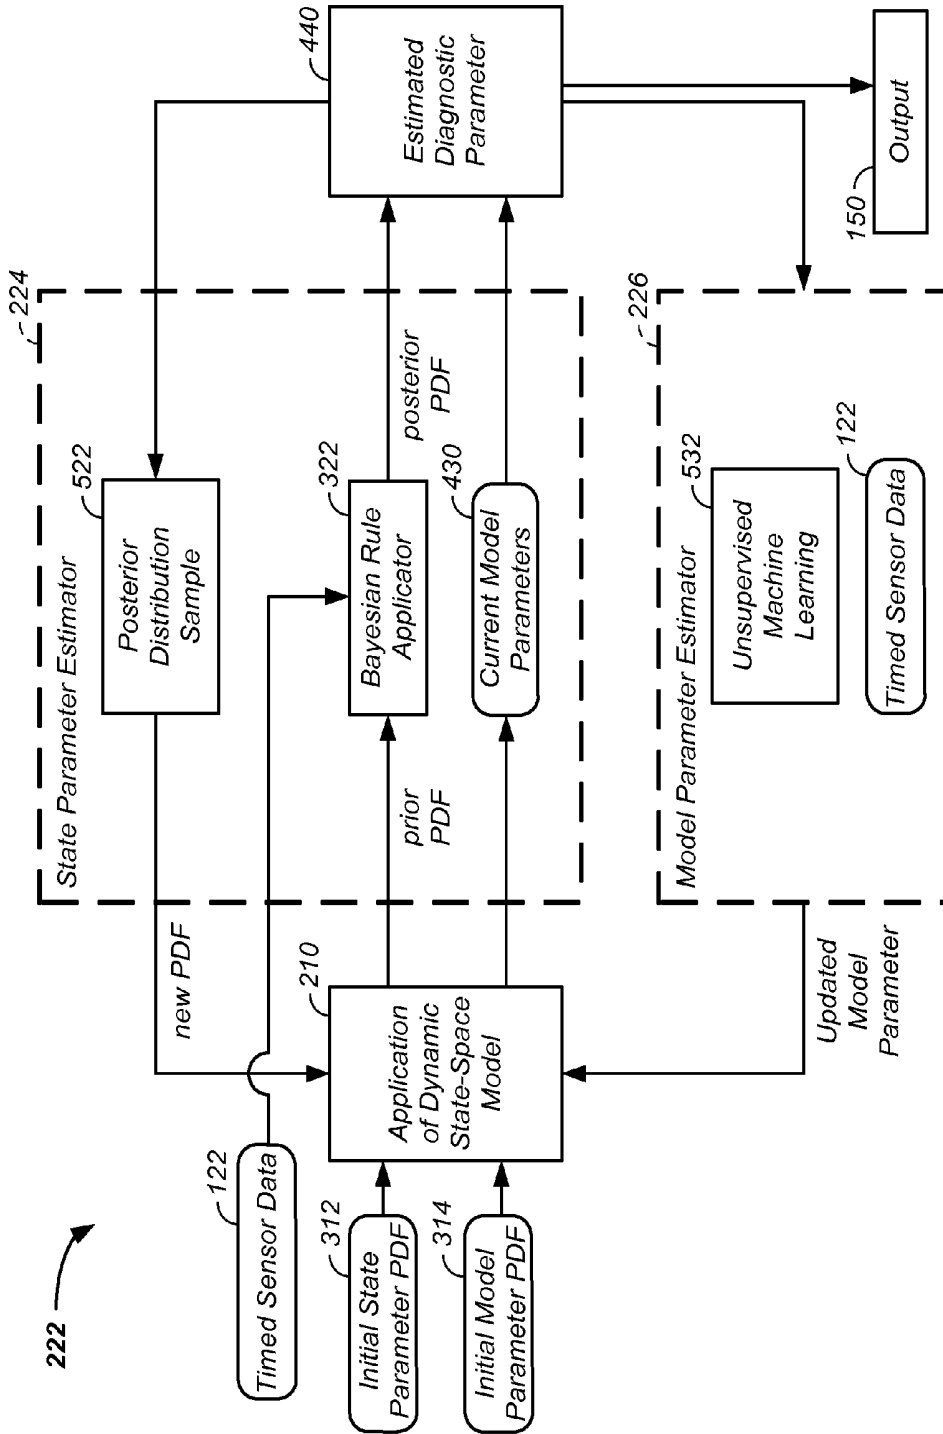 222
122
Timed Sensor Data
312
Initial State
Parameter PDF
314
Initial Model
Parameter PDF
new PDF
210
Application
of Dynamic
State-Space
Model
Updated
Model
Parameter
224
State Parameter Estimator
522
Posterior
Distribution
Sample
prior
PDF
322
Bayesian Rule
Applicator
posterior
PDF
430
Current Model
Parameters
226
Model Parameter Estimator
532
Unsupervised
Machine
Learning
122
Timed Sensor Data
440
Estimated
Diagnostic
Parameter
150
Output